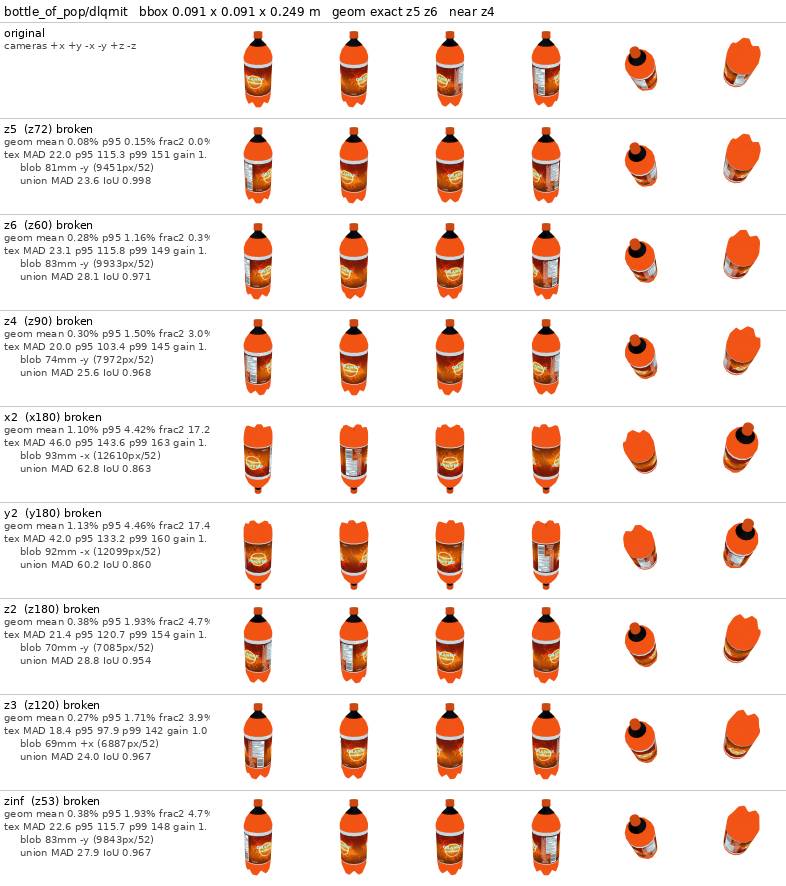 bottle_of_pop/dlqmit bbox 0.091 x 0.091 x 0.249 m geom exact z5 z6 near z4
original
cameras +x +y -x -y +z -z
z5 (z72) broken
geom mean 0.08% p95 0.15% frac2 0.0%
tex MAD 22.0 p95 115.3 p99 151 gain 1.
blob 81mm -y (9451px/52)
union MAD 23.6 IoU 0.998
z6 (z60) broken
geom mean 0.28% p95 1.16% frac2 0.3%
tex MAD 23.1 p95 115.8 p99 149 gain 1.
blob 83mm -y (9933px/52)
union MAD 28.1 IoU 0.971
z4 (z90) broken
geom mean 0.30% p95 1.50% frac2 3.0%
tex MAD 20.0 p95 103.4 p99 145 gain 1.
blob 74mm -y (7972px/52)
union MAD 25.6 IoU 0.968
x2 (x180) broken
geom mean 1.10% p95 4.42% frac2 17.2
tex MAD 46.0 p95 143.6 p99 163 gain 1.
blob 93mm -x (12610px/52)
union MAD 62.8 IoU 0.863
y2 (y180) broken
geom mean 1.13% p95 4.46% frac2 17.4
tex MAD 42.0 p95 133.2 p99 160 gain 1.
blob 92mm -x (12099px/52)
union MAD 60.2 IoU 0.860
z2 (z180) broken
geom mean 0.38% p95 1.93% frac2 4.7%
tex MAD 21.4 p95 120.7 p99 154 gain 1.
blob 70mm -y (7085px/52)
union MAD 28.8 IoU 0.954
z3 (z120) broken
geom mean 0.27% p95 1.71% frac2 3.9%
tex MAD 18.4 p95 97.9 p99 142 gain 1.0
blob 69mm +x (6887px/52)
union MAD 24.0 IoU 0.967
zinf (z53) broken
geom mean 0.38% p95 1.93% frac2 4.7%
tex MAD 22.6 p95 115.7 p99 148 gain 1.
blob 83mm -y (9843px/52)
union MAD 27.9 IoU 0.967